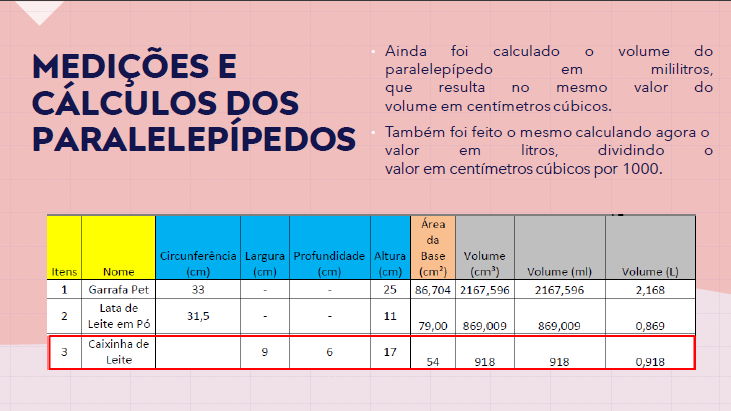 MEDIÇÕES E
CÁLCULOS DOS
PARALELEPÍPEDOS
• Ainda foi calculado o volume do
paralelepípedo em mililitros,
que resulta no mesmo valor do
volume em centímetros cúbicos.
• Também foi feito o mesmo calculando agora o
valor em litros, dividindo o
valor em centímetros cúbicos por 1000.
Itens Nome Circunferência (cm) Largura (cm) Profundidade (cm) Altura (cm) Área da Base (cm²) Volume (cm³) Volume (ml) Volume (L)
1 Garrafa Pet 33 - - 25 86,704 2167,596 2167,596 2,168
2 Lata de Leite em Pó 31,5 - - 11 79,00 869,009 869,009 0,869
3 Caixinha de Leite 9 6 17 54 918 918 0,918